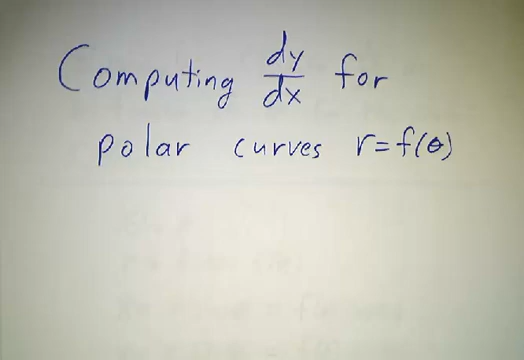 Computing dy/dx for
polar curves r=f(θ)